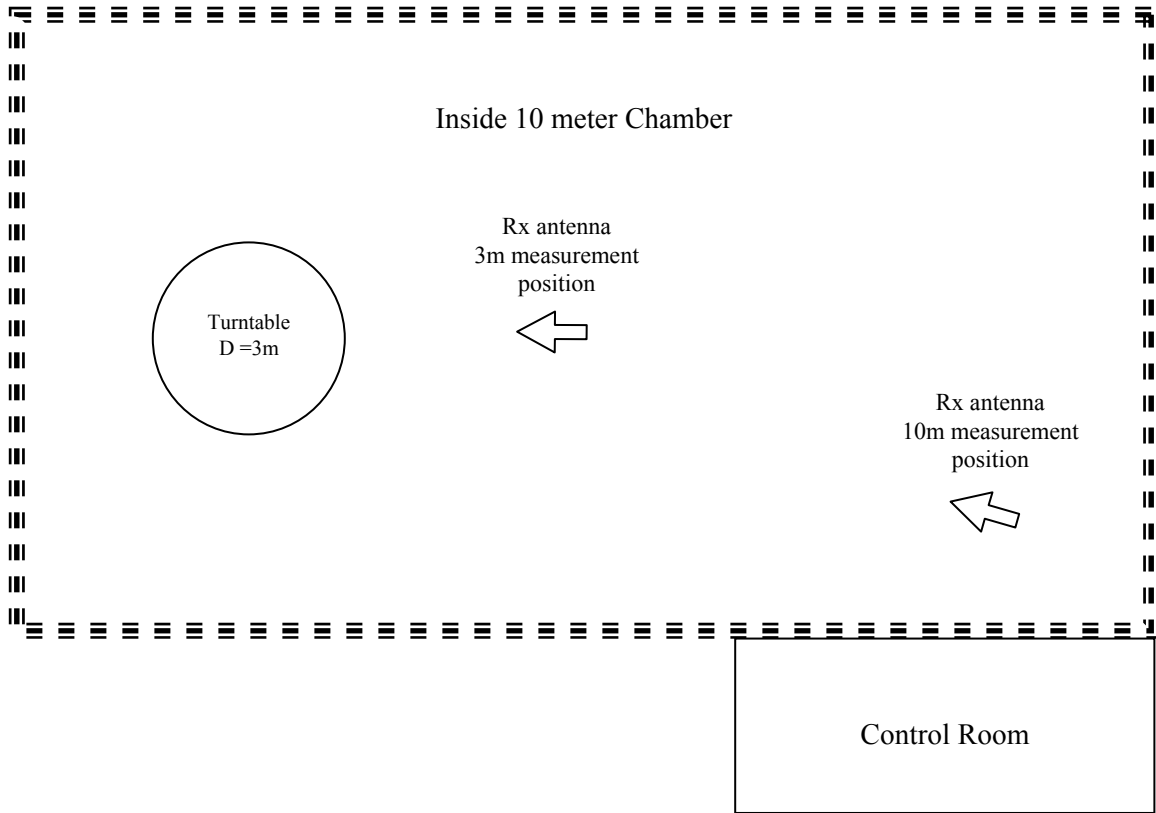 Inside 10 meter Chamber
Rx antenna
3m measurement
position
Turntable
D =3m
Rx antenna
10m measurement
position
Control Room